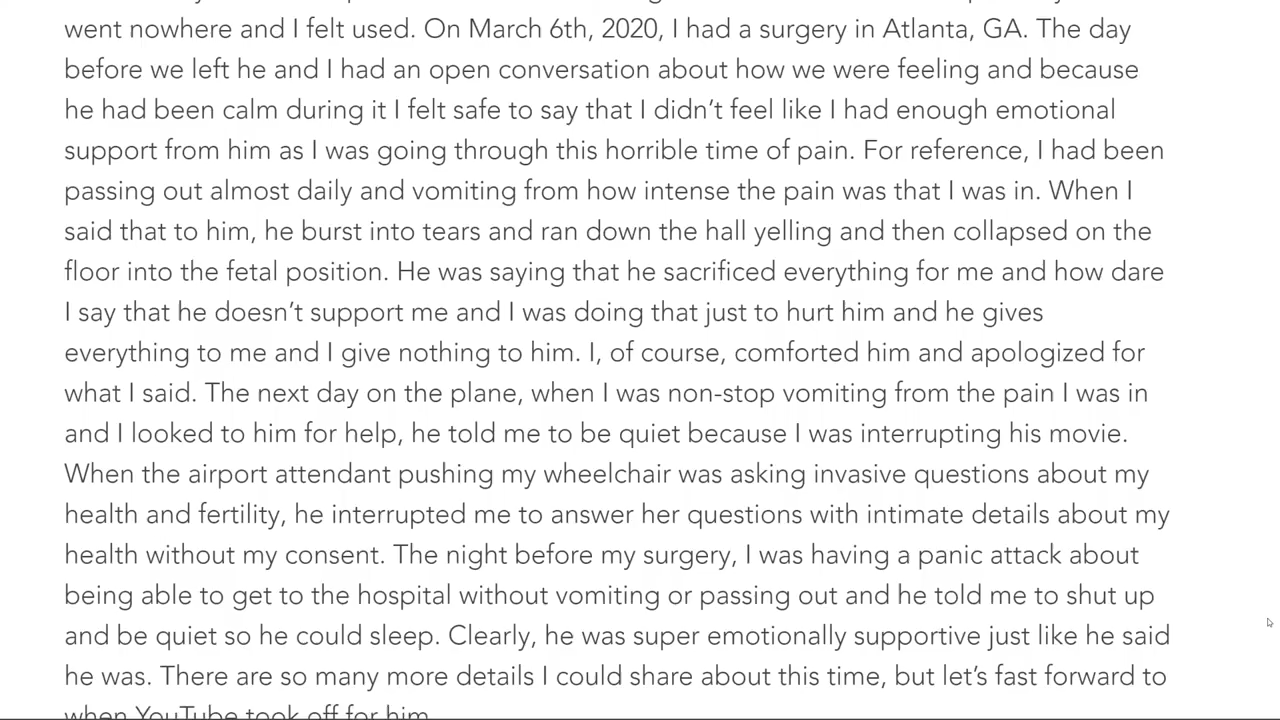 went nowhere and I felt used. On March 6th, 2020, I had a surgery in Atlanta, GA. The day
before we left he and I had an open conversation about how we were feeling and because
he had been calm during it I felt safe to say that I didn’t feel like I had enough emotional
support from him as I was going through this horrible time of pain. For reference, I had been
passing out almost daily and vomiting from how intense the pain was that I was in. When I
said that to him, he burst into tears and ran down the hall yelling and then collapsed on the
floor into the fetal position. He was saying that he sacrificed everything for me and how dare
I say that he doesn’t support me and I was doing that just to hurt him and he gives
everything to me and I give nothing to him. I, of course, comforted him and apologized for
what I said. The next day on the plane, when I was non-stop vomiting from the pain I was in
and I looked to him for help, he told me to be quiet because I was interrupting his movie.
When the airport attendant pushing my wheelchair was asking invasive questions about my
health and fertility, he interrupted me to answer her questions with intimate details about my
health without my consent. The night before my surgery, I was having a panic attack about
being able to get to the hospital without vomiting or passing out and he told me to shut up
and be quiet so he could sleep. Clearly, he was super emotionally supportive just like he said
he was. There are so many more details I could share about this time, but let’s fast forward to
when YouTube took off for him